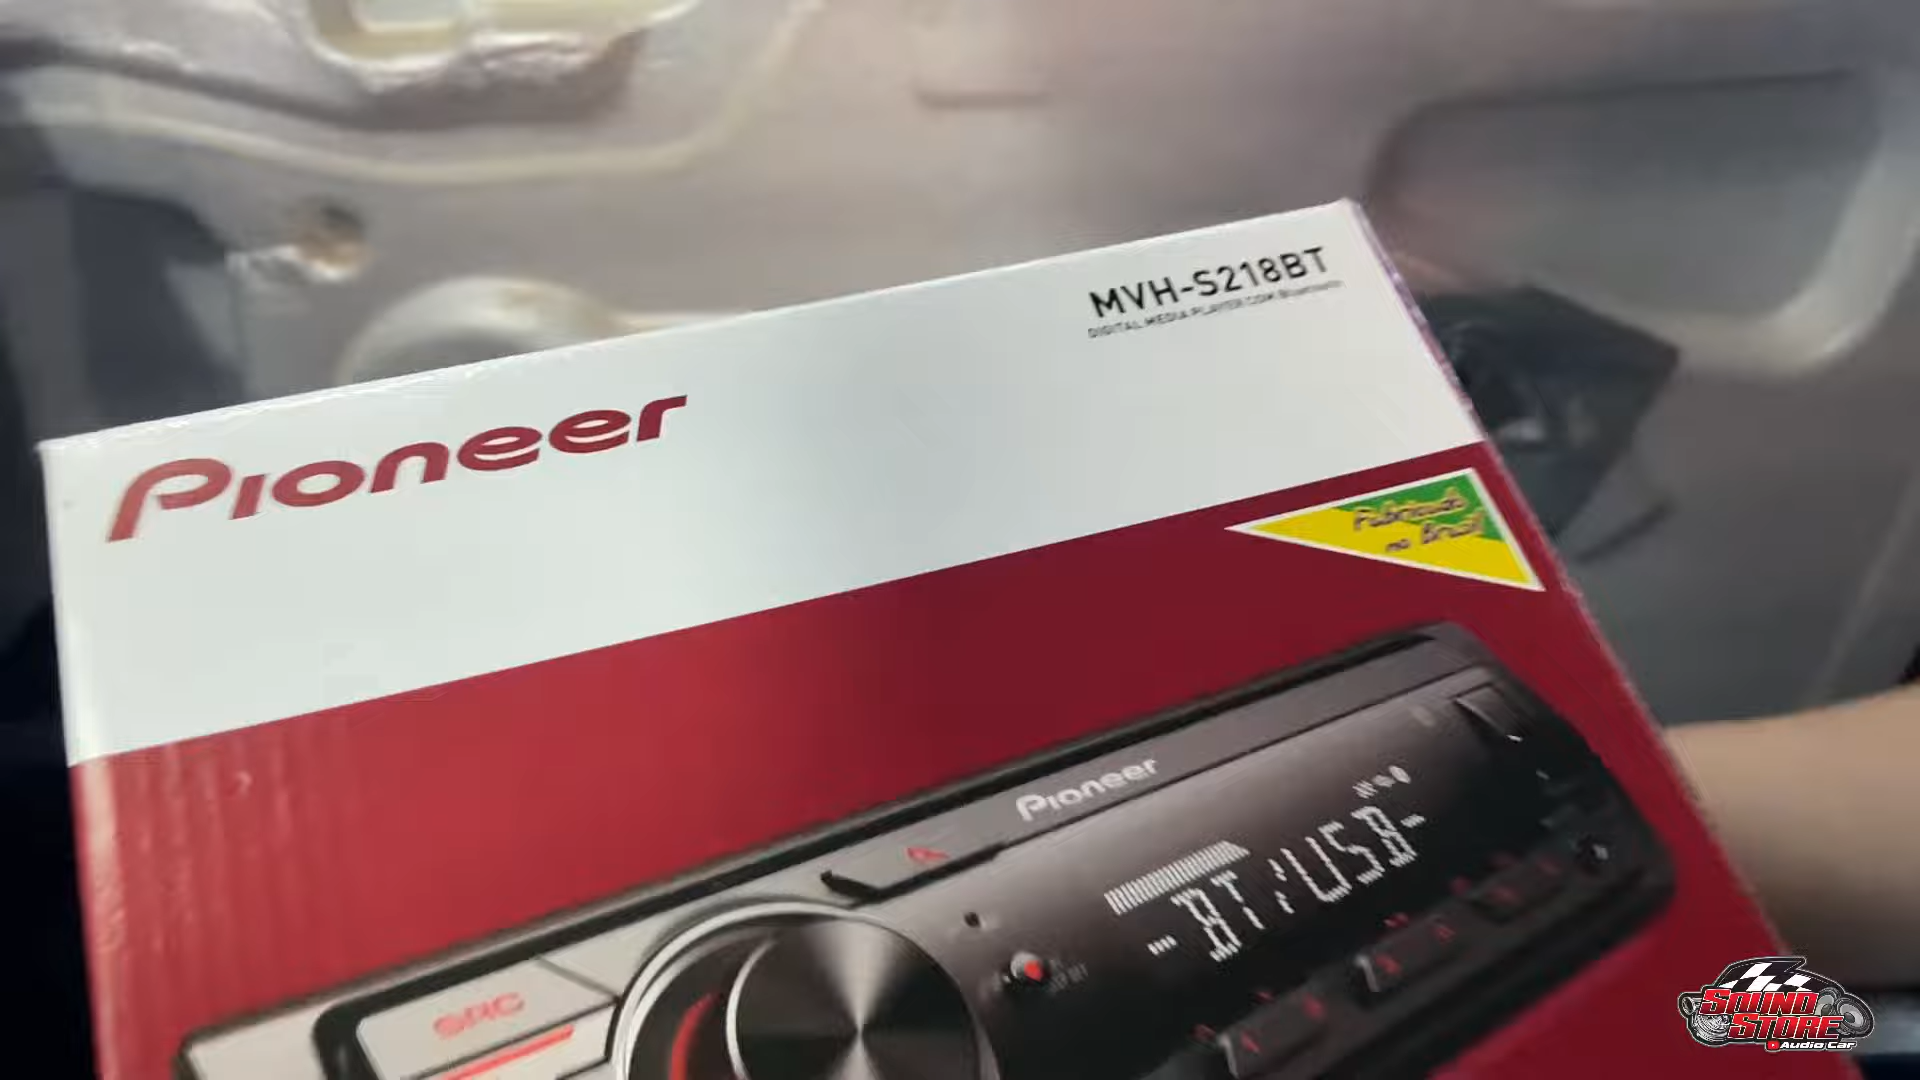 MVH-S218BT
DIGITAL MEDIA PLAYER COM Bluetooth
Pioneer
Fabricado
no Brasil
Pioneer
BT/USB
SRC
SOUND
STORE
Audio Car